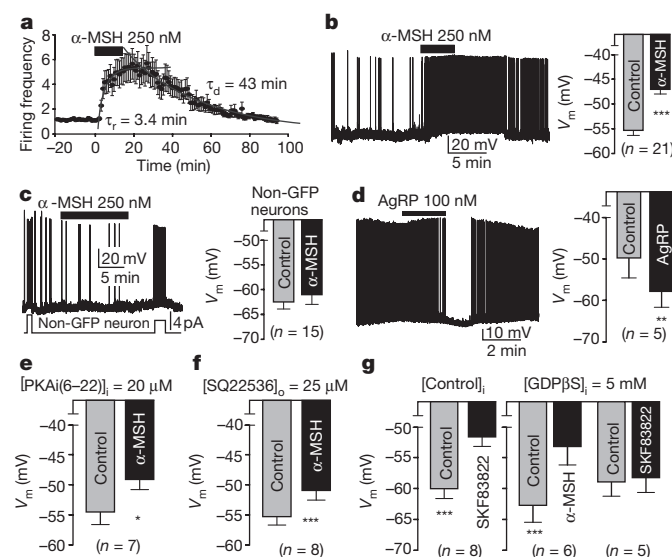 a
α-MSH 250 nM
Firing frequency
8
6
4
2
0
τd = 43 min
τr = 3.4 min
-20 0 20 40 60 80 100
Time (min)
b
α-MSH 250 nM
20 mV
5 min
Vm (mV)
-40
-45
-50
-55
-60
Control
α-MSH
***
(n = 21)
c
α-MSH 250 nM
20 mV
5 min
Non-GFP neuron
4 pA
Non-GFP
neurons
Vm (mV)
-50
-55
-60
-65
-70
Control
α-MSH
(n = 15)
d
AgRP 100 nM
10 mV
2 min
Vm (mV)
-40
-50
-60
-70
Control
AgRP
**
(n = 5)
e
[PKAi(6–22)]i = 20 μM
Vm (mV)
-40
-45
-50
-55
-60
Control
α-MSH
*
(n = 7)
f
[SQ22536]o = 25 μM
Vm (mV)
-40
-45
-50
-55
-60
Control
α-MSH
***
(n = 8)
g
[Control]i
[GDPβS]i = 5 mM
Vm (mV)
-50
-55
-60
-65
-70
Control
SKF83822
***
(n = 8)
Control
α-MSH
***
(n = 6)
Control
SKF83822
(n = 5)